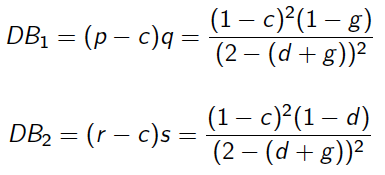 DB₁ = (p − c)q = (1 − c)²(1 − g) / (2 − (d + g))²
DB₂ = (r − c)s = (1 − c)²(1 − d) / (2 − (d + g))²